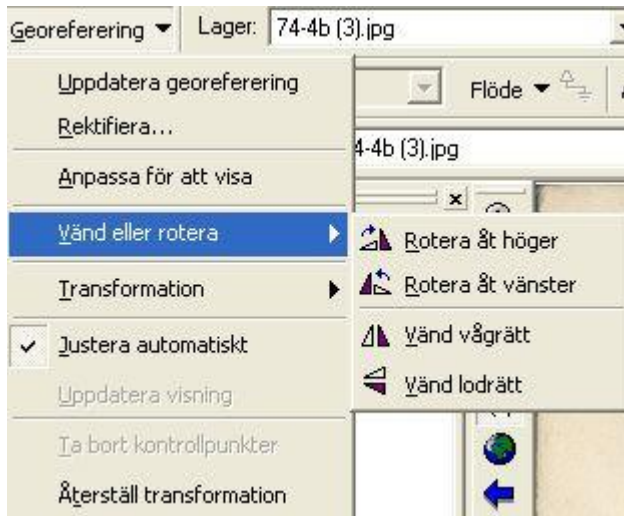 Georeferering Lager: 74-4b (3).jpg
Uppdatera georeferering
Flöde
Rektifiera...
4-4b (3).jpg
Anpassa för att visa
Vänd eller rotera
Rotera åt höger
Rotera åt vänster
Vänd vågrätt
Vänd lodrätt
Transformation
Justera automatiskt
Uppdatera visning
Ta bort kontrollpunkter
Återställ transformation